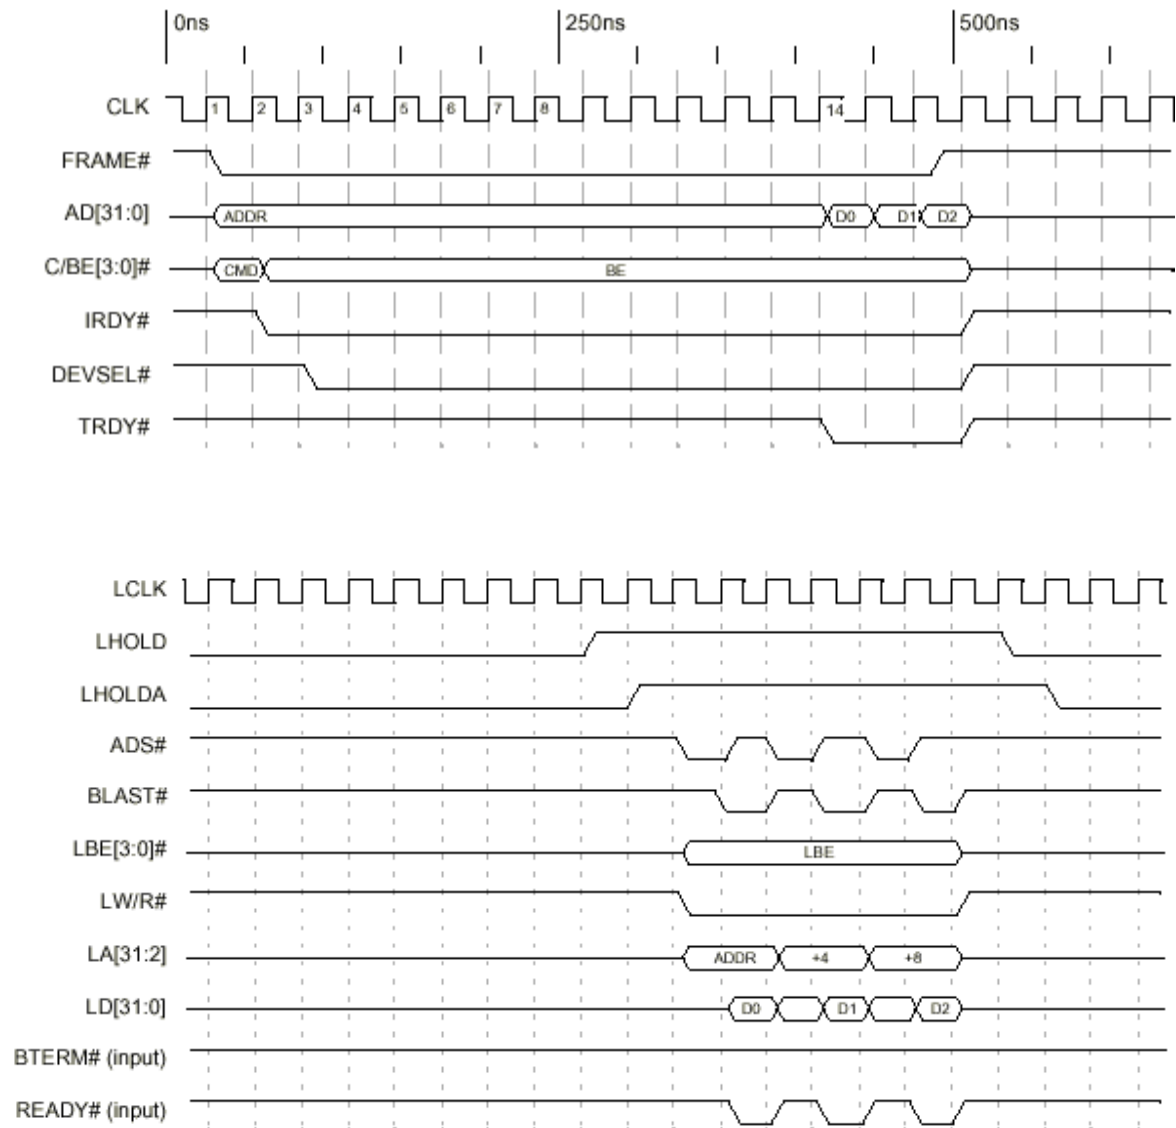 0ns 250ns 500ns
CLK 1 2 3 4 5 6 7 8 14
FRAME#
AD[31:0] ADDR D0 D1 D2
C/BE[3:0]# CMD BE
IRDY#
DEVSEL#
TRDY#
LCLK
LHOLD
LHOLDA
ADS#
BLAST#
LBE[3:0]# LBE
LW/R#
LA[31:2] ADDR +4 +8
LD[31:0] D0 D1 D2
BTERM# (input)
READY# (input)